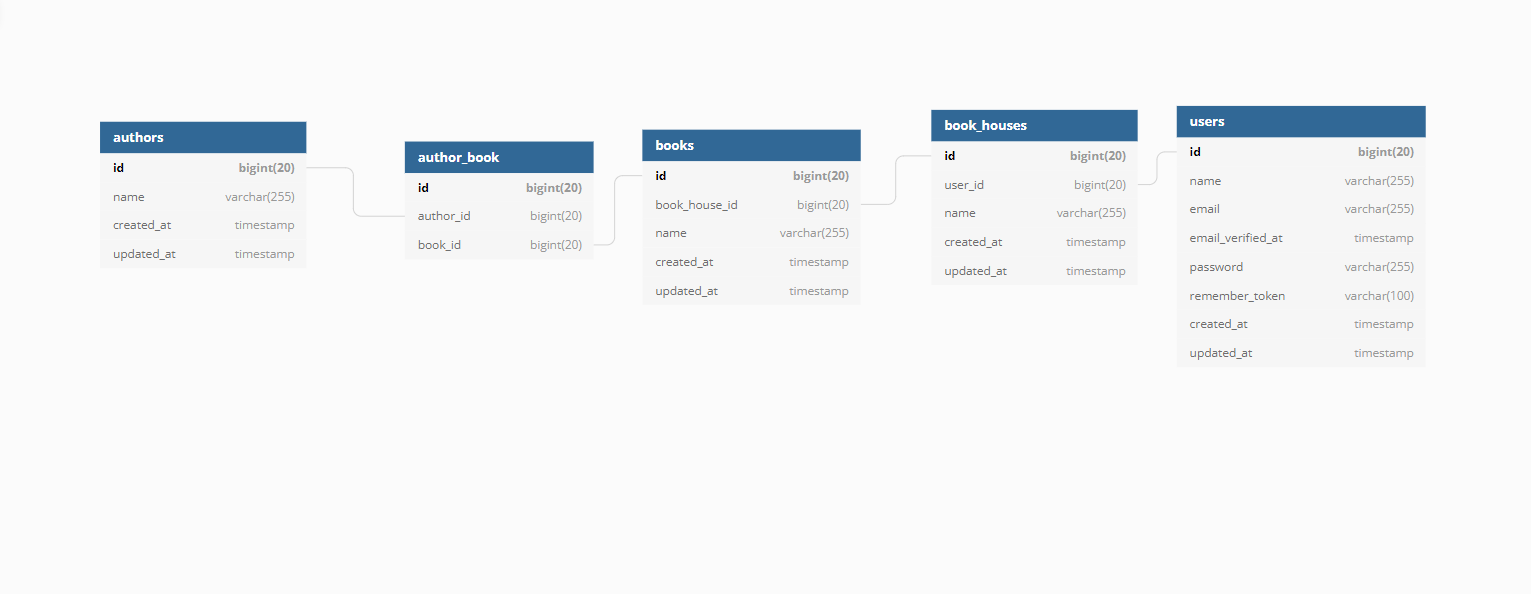 authors
id bigint(20)
name varchar(255)
created_at timestamp
updated_at timestamp
author_book
id bigint(20)
author_id bigint(20)
book_id bigint(20)
books
id bigint(20)
book_house_id bigint(20)
name varchar(255)
created_at timestamp
updated_at timestamp
book_houses
id bigint(20)
user_id bigint(20)
name varchar(255)
created_at timestamp
updated_at timestamp
users
id bigint(20)
name varchar(255)
email varchar(255)
email_verified_at timestamp
password varchar(255)
remember_token varchar(100)
created_at timestamp
updated_at timestamp